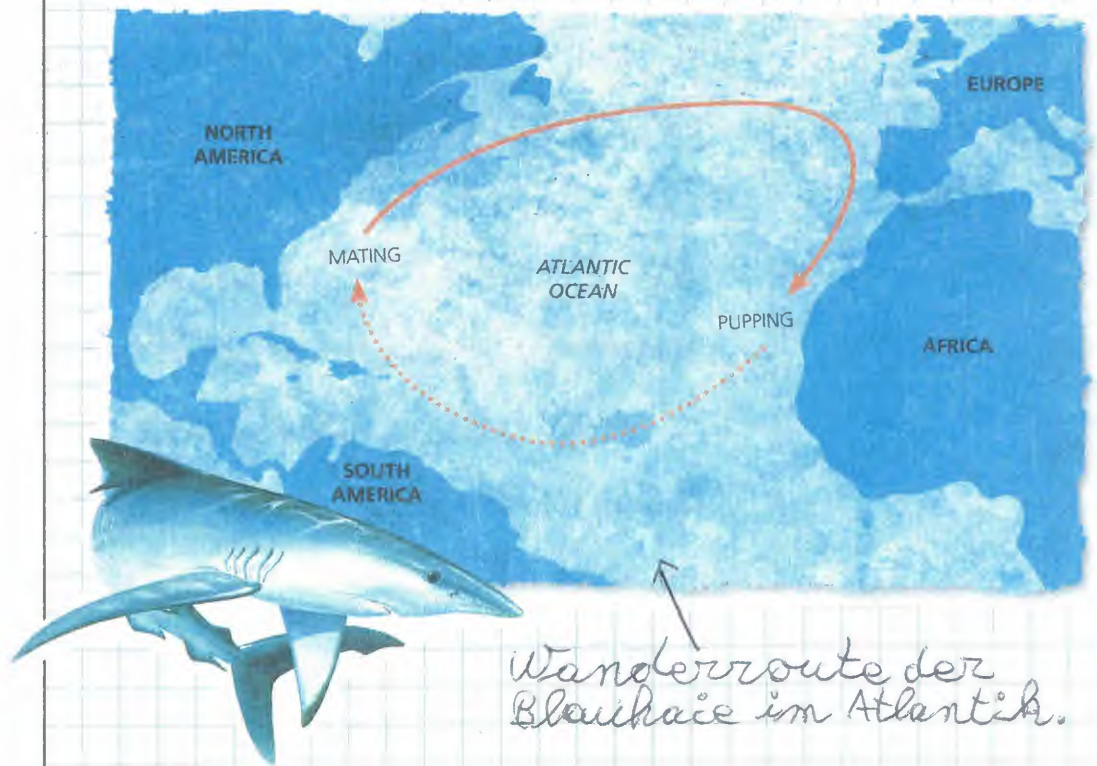 EUROPE
NORTH
AMERICA
MATING
ATLANTIC
OCEAN
PUPPING
AFRICA
SOUTH
AMERICA
Wanderroute der
Blauhaie im Atlantik.